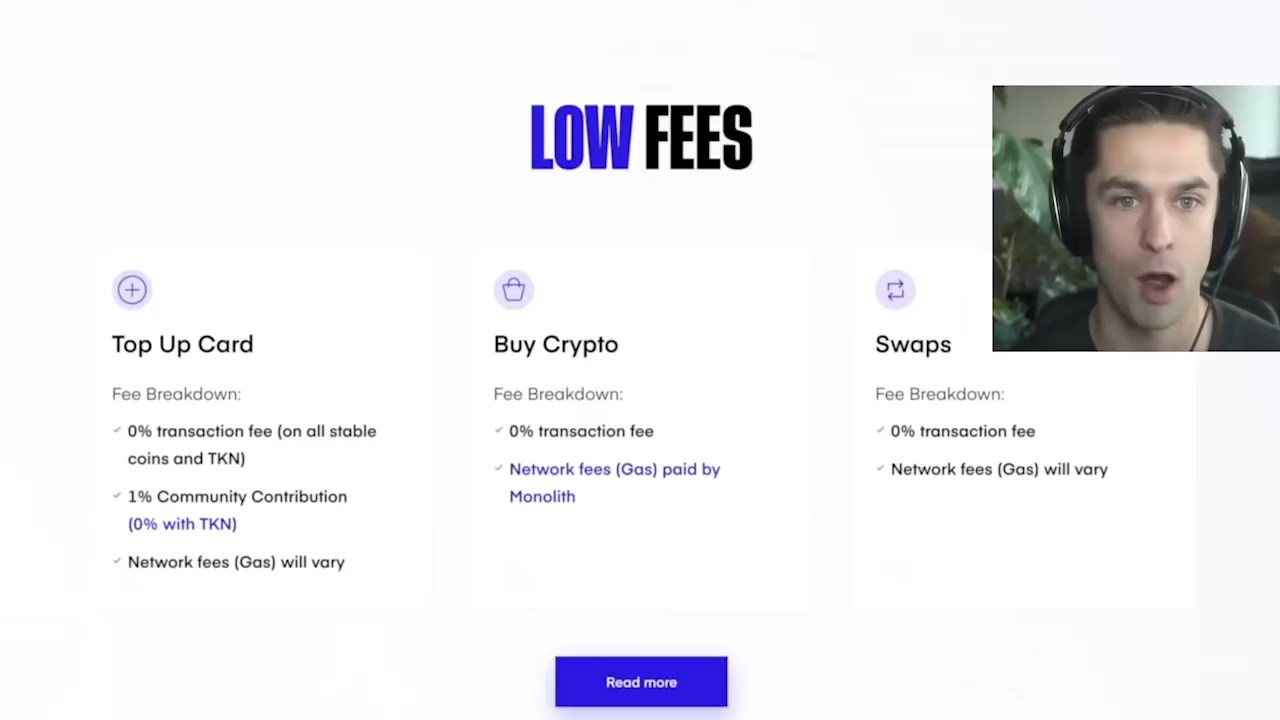 LOW FEES
Top Up Card
Fee Breakdown:
0% transaction fee (on all stable
coins and TKN)
1% Community Contribution
(0% with TKN)
Network fees (Gas) will vary
Buy Crypto
Fee Breakdown:
0% transaction fee
Network fees (Gas) paid by
Monolith
Swaps
Fee Breakdown:
0% transaction fee
Network fees (Gas) will vary
Read more